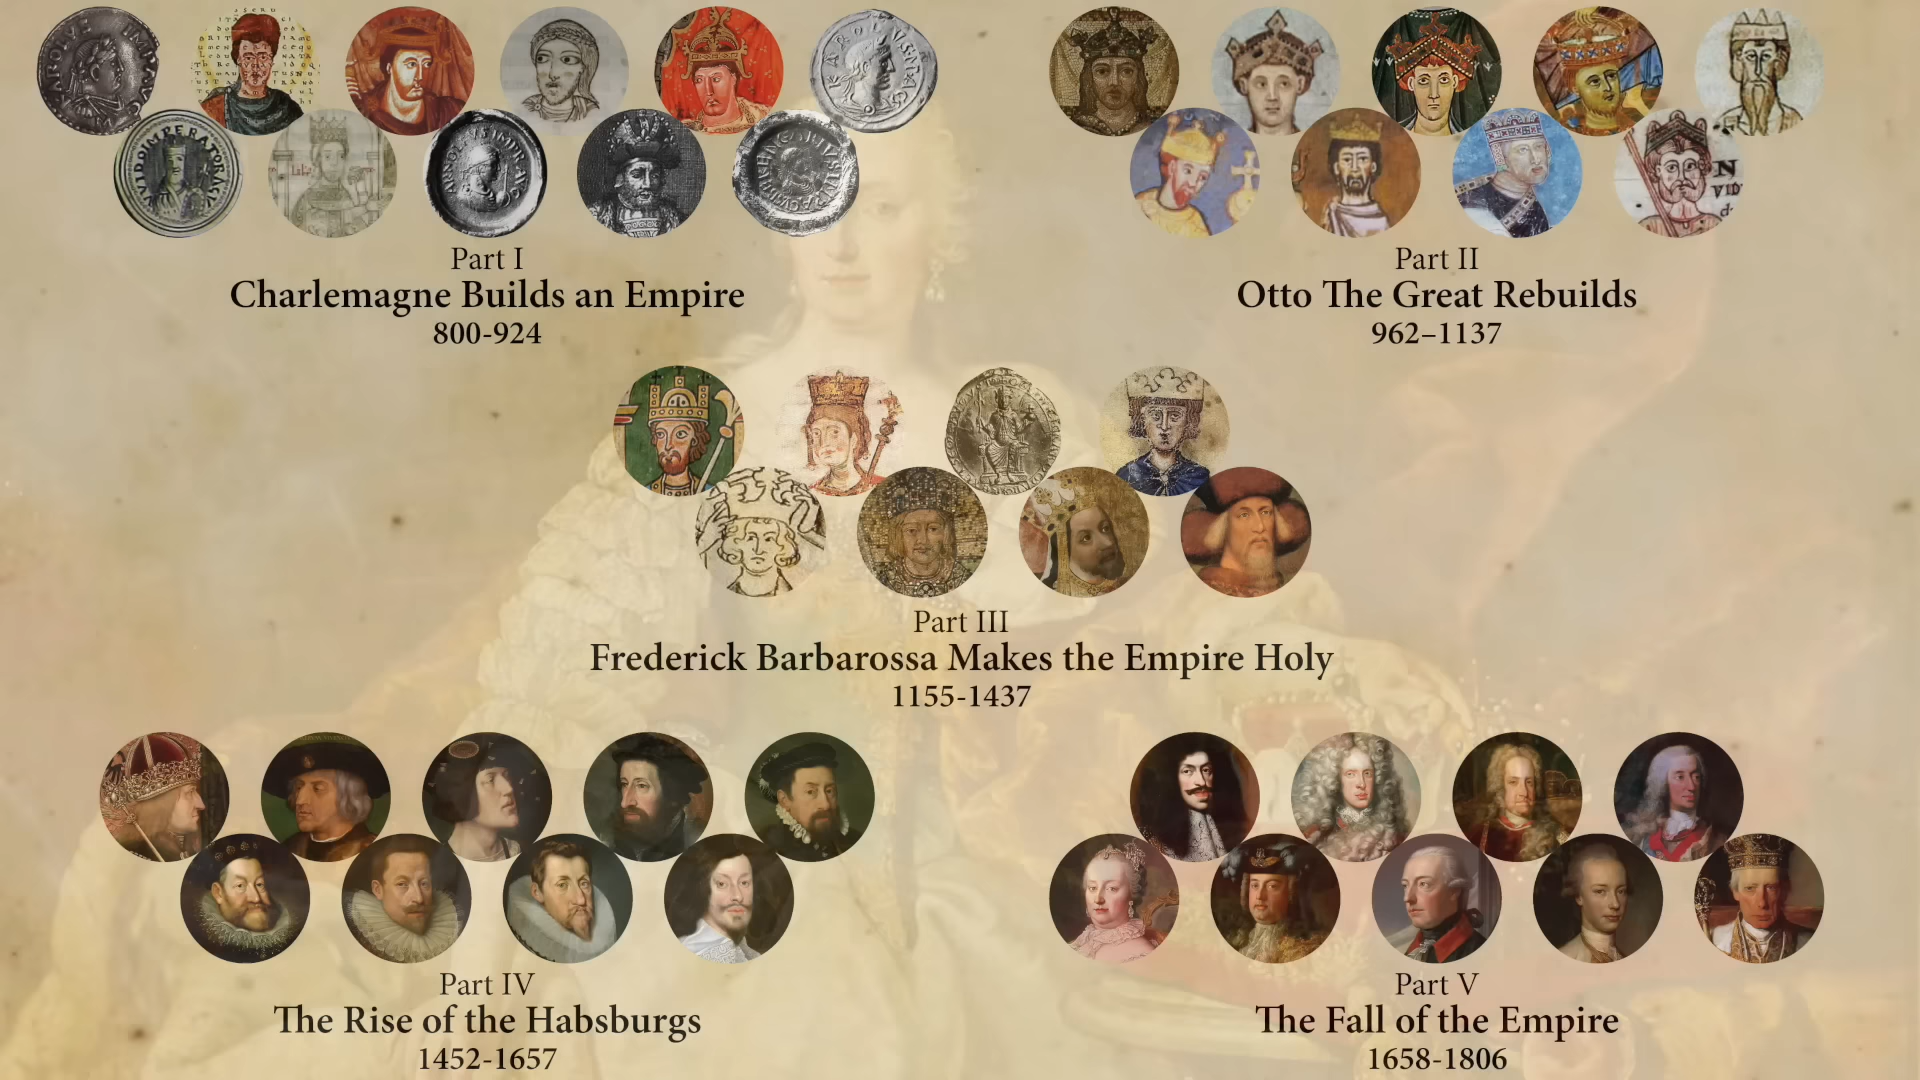 Part I
Charlemagne Builds an Empire
800-924
Part II
Otto The Great Rebuilds
962–1137
Part III
Frederick Barbarossa Makes the Empire Holy
1155-1437
Part IV
The Rise of the Habsburgs
1452-1657
Part V
The Fall of the Empire
1658-1806